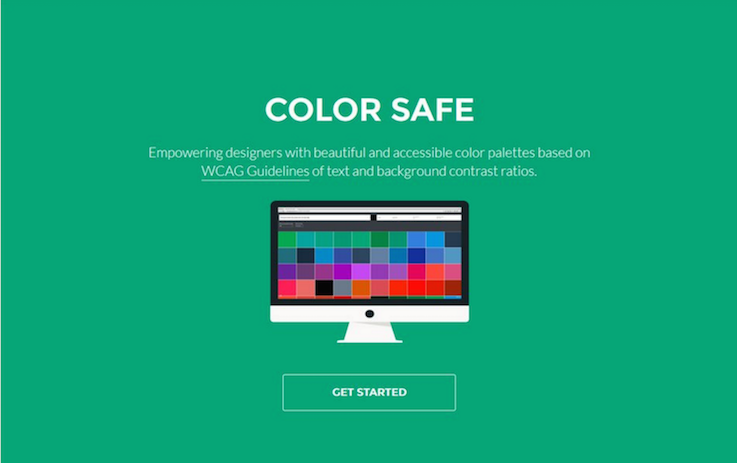 COLOR SAFE
Empowering designers with beautiful and accessible color palettes based on
WCAG Guidelines of text and background contrast ratios.
GET STARTED